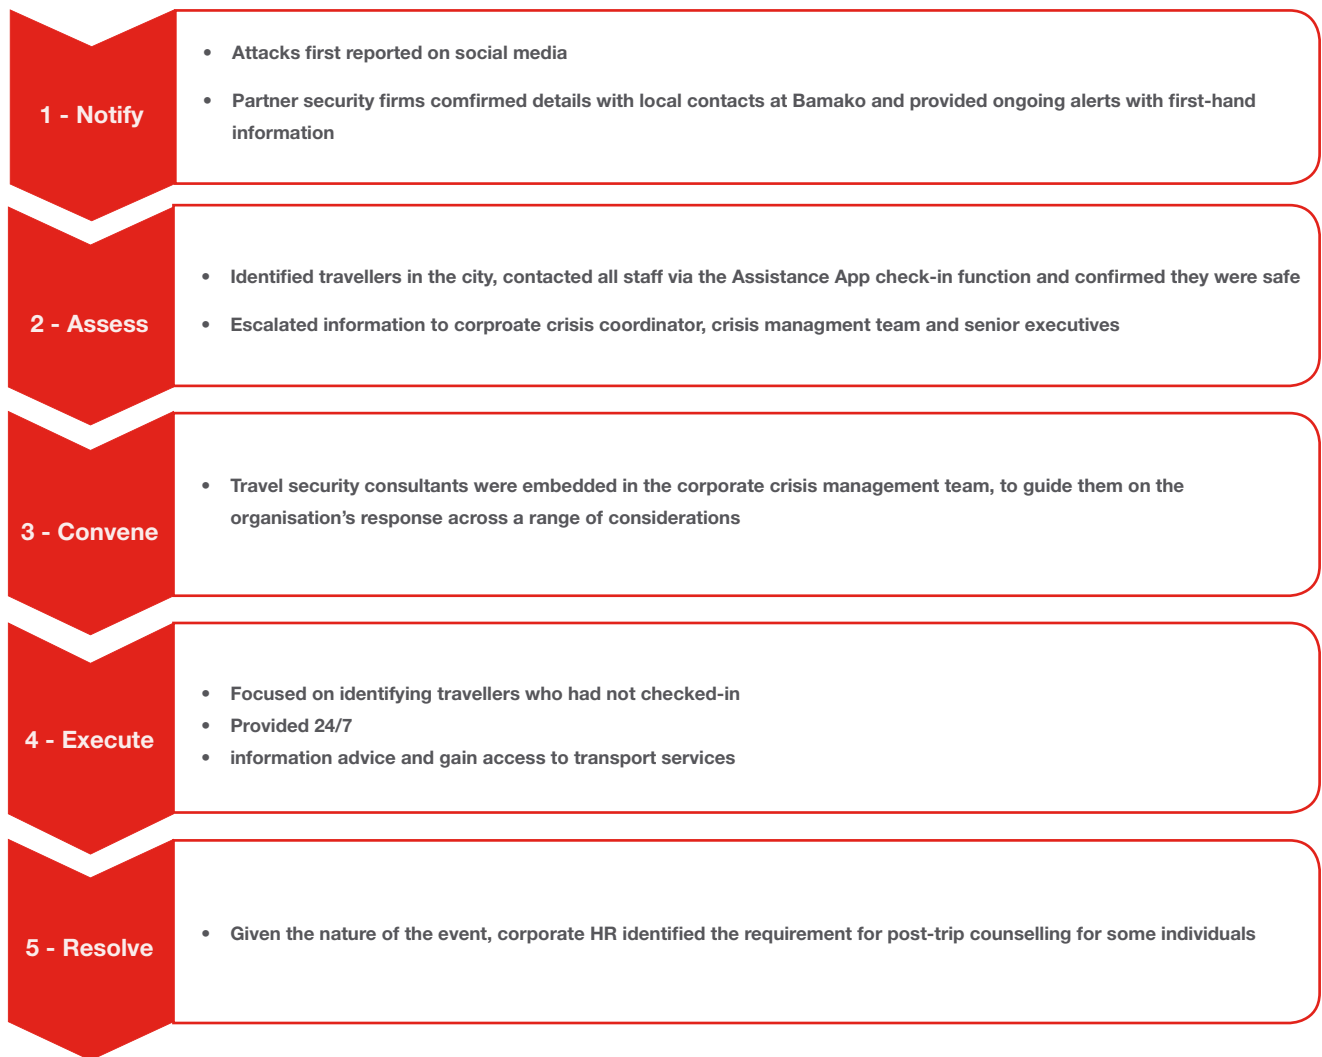 1 - Notify
• Attacks first reported on social media
• Partner security firms comfirmed details with local contacts at Bamako and provided ongoing alerts with first-hand
information
2 - Assess
• Identified travellers in the city, contacted all staff via the Assistance App check-in function and confirmed they were safe
• Escalated information to corproate crisis coordinator, crisis managment team and senior executives
3 - Convene
• Travel security consultants were embedded in the corporate crisis management team, to guide them on the
organisation’s response across a range of considerations
4 - Execute
• Focused on identifying travellers who had not checked-in
• Provided 24/7
• information advice and gain access to transport services
5 - Resolve
• Given the nature of the event, corporate HR identified the requirement for post-trip counselling for some individuals